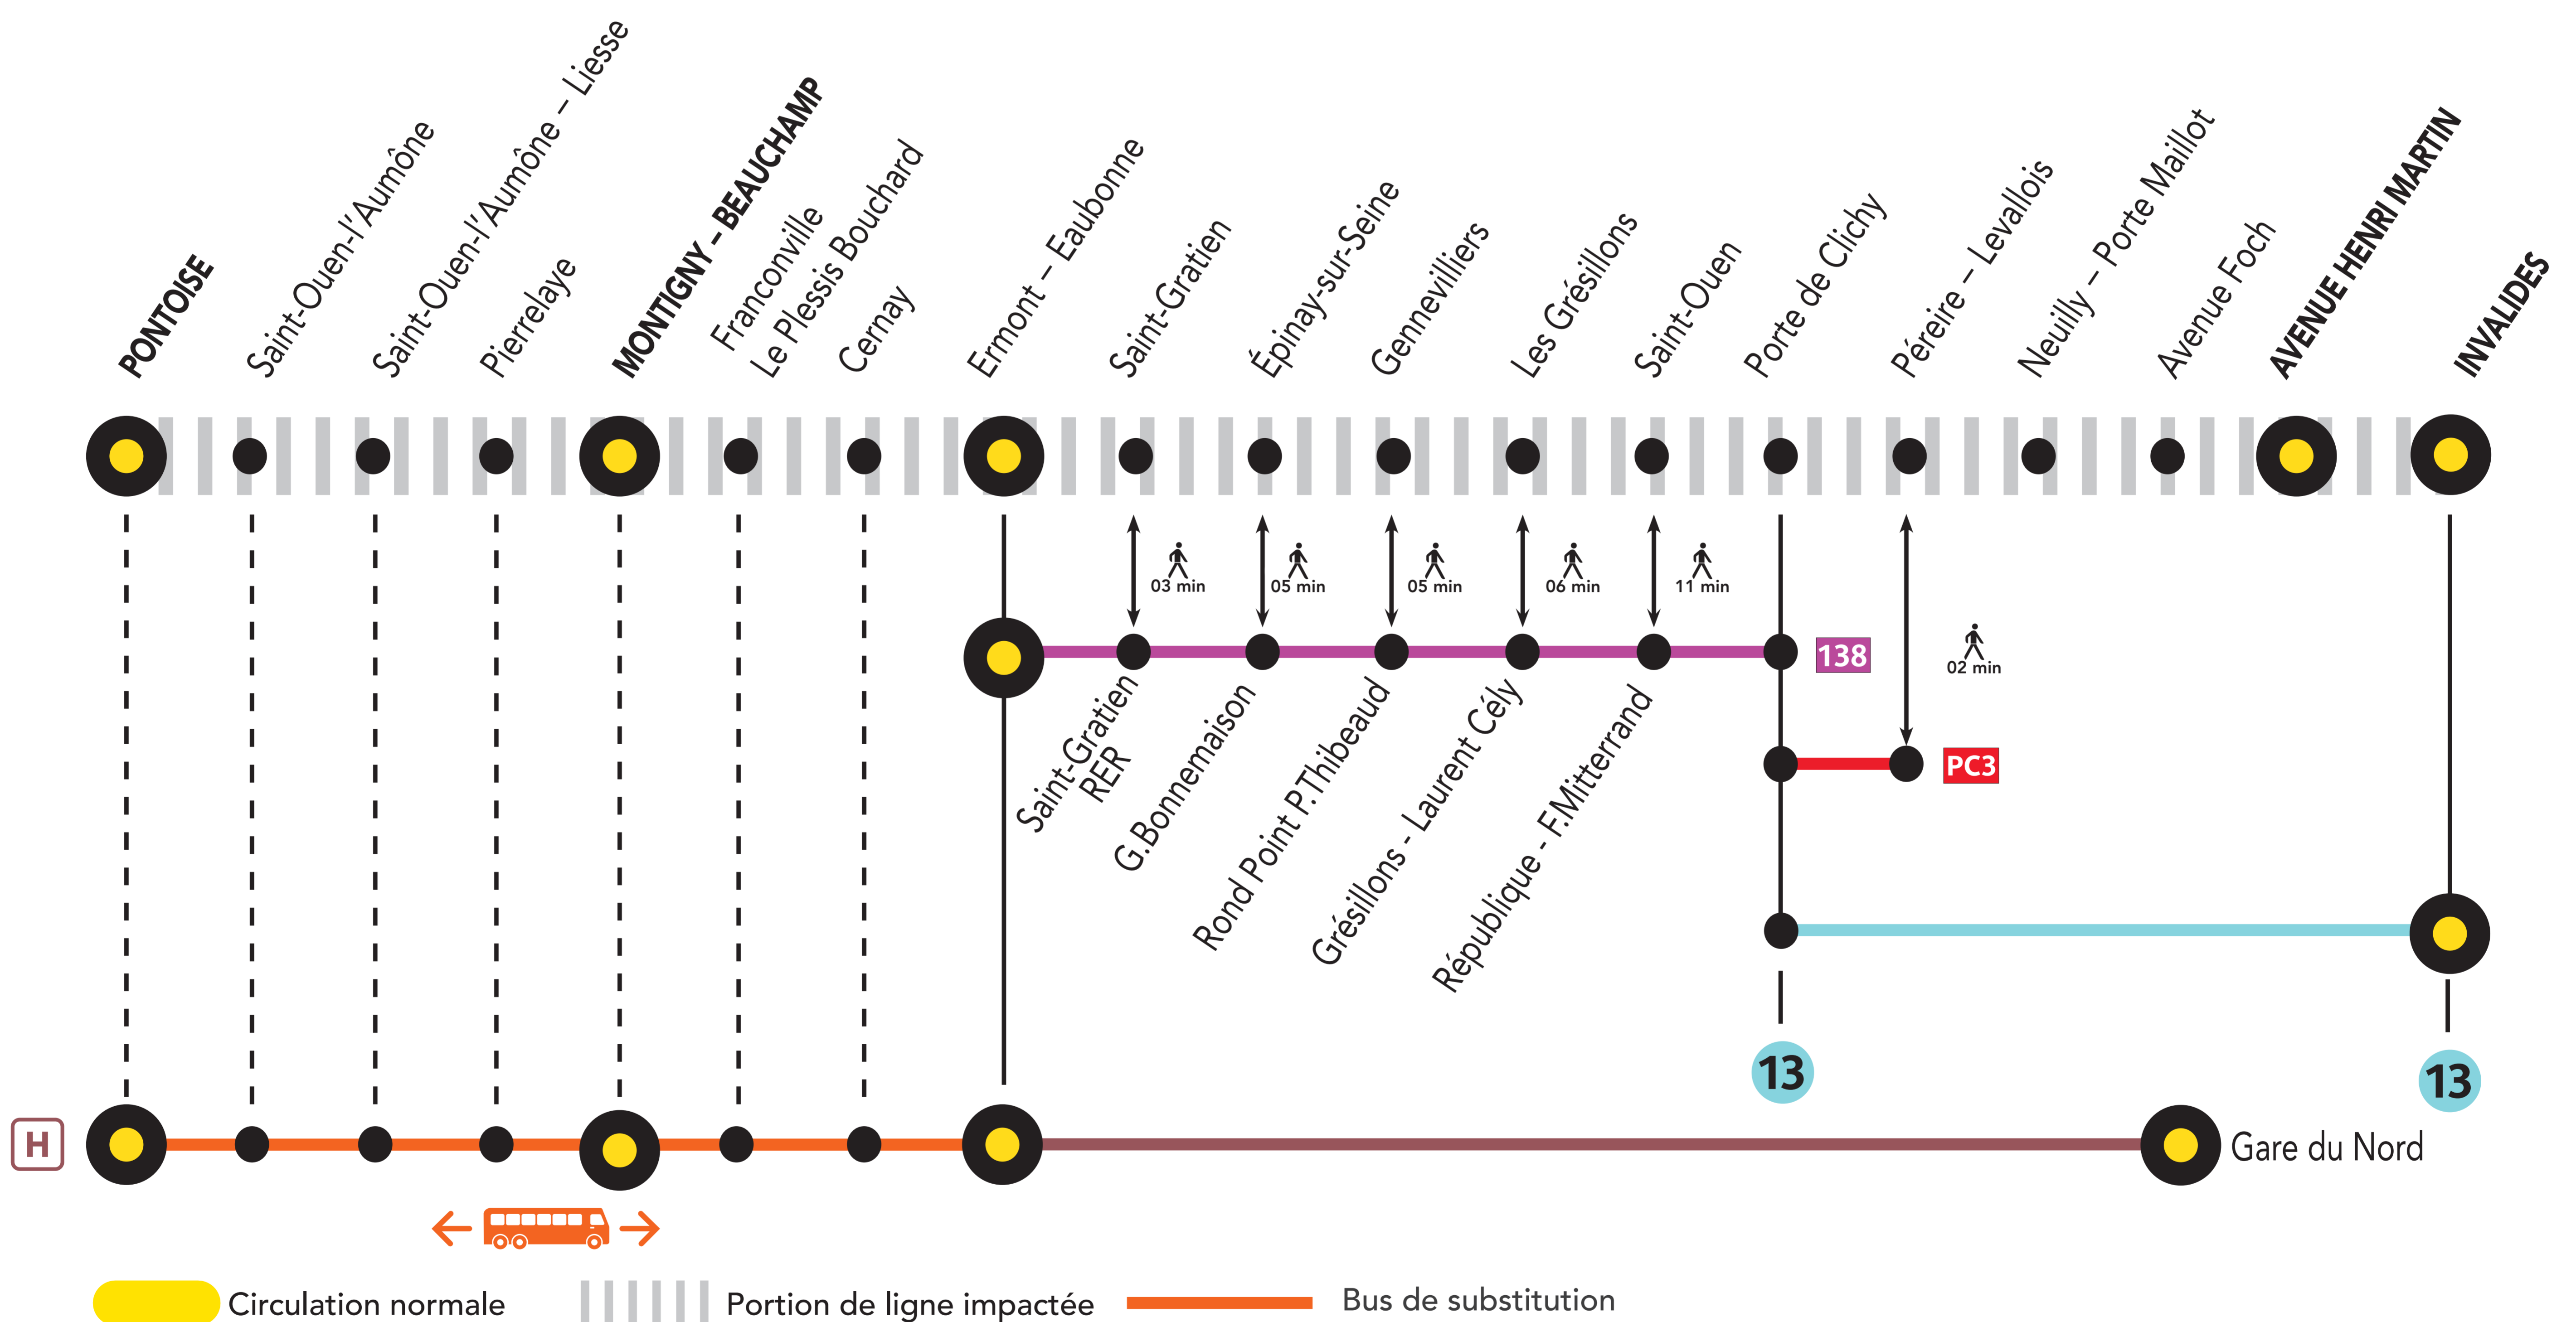 PONTOISE
Saint-Ouen-l'Aumône
Saint-Ouen-l'Aumône – Liesse
Pierrelaye
MONTIGNY – BEAUCHAMP
Franconville
Le Plessis Bouchard
Cernay
Ermont – Eaubonne
Saint-Gratien
Épinay-sur-Seine
Gennevilliers
Les Grésillons
Saint-Ouen
Porte de Clichy
Péreire – Levallois
Neuilly – Porte Maillot
Avenue Foch
AVENUE HENRI MARTIN
INVALIDES
03 min
05 min
05 min
06 min
11 min
138
02 min
Saint-Gratien
RER
G.Bonnemaison
Rond Point P.Thibeaud
Grésillons - Laurent Cély
République - F.Mitterrand
PC3
13
13
H
Gare du Nord
Circulation normale
Portion de ligne impactée
Bus de substitution